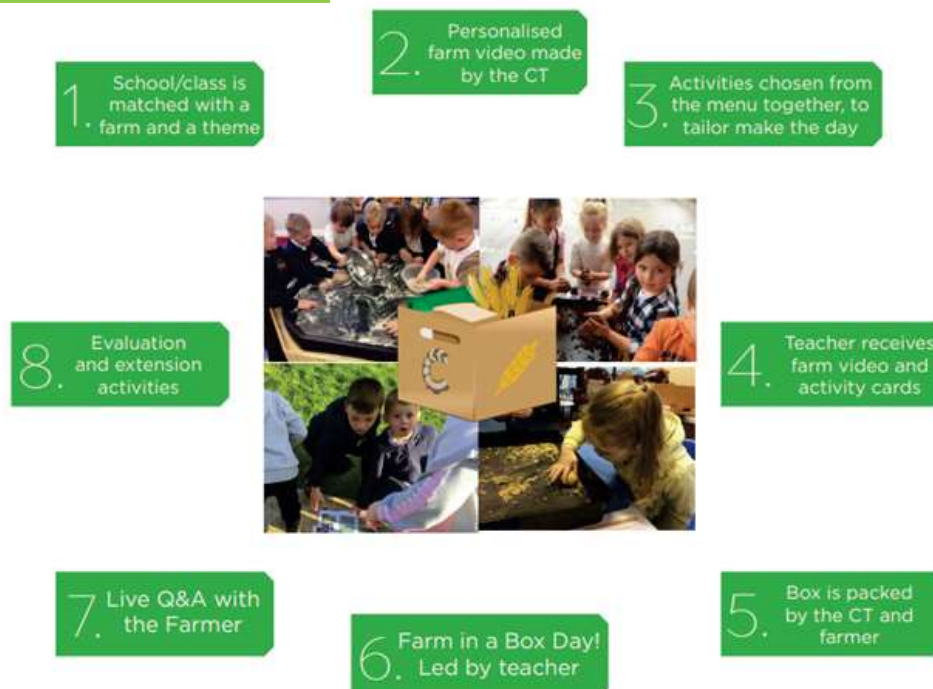 1. School/class is
matched with a
farm and a theme
2. Personalised
farm video made
by the CT
3. Activities chosen from
the menu together, to
tailor make the day
4. Teacher receives
farm video and
activity cards
5. Box is packed
by the CT and
farmer
6. Farm in a Box Day!
Led by teacher
7. Live Q&A with
the Farmer
8. Evaluation
and extension
activities